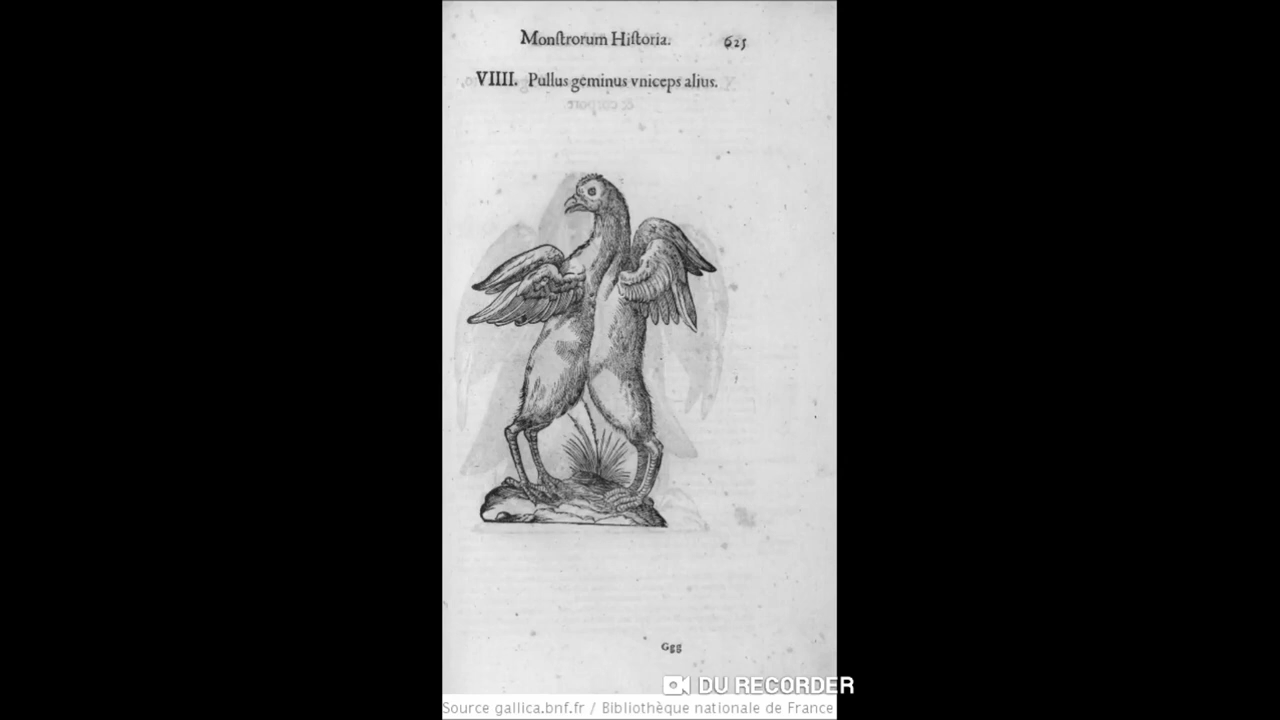 Monſtrorum Hiſtoria. 625
VIIII. Pullus geminus vniceps alius.
& corpore.
Ggg
DU RECORDER
Source gallica.bnf.fr / Bibliothèque nationale de France